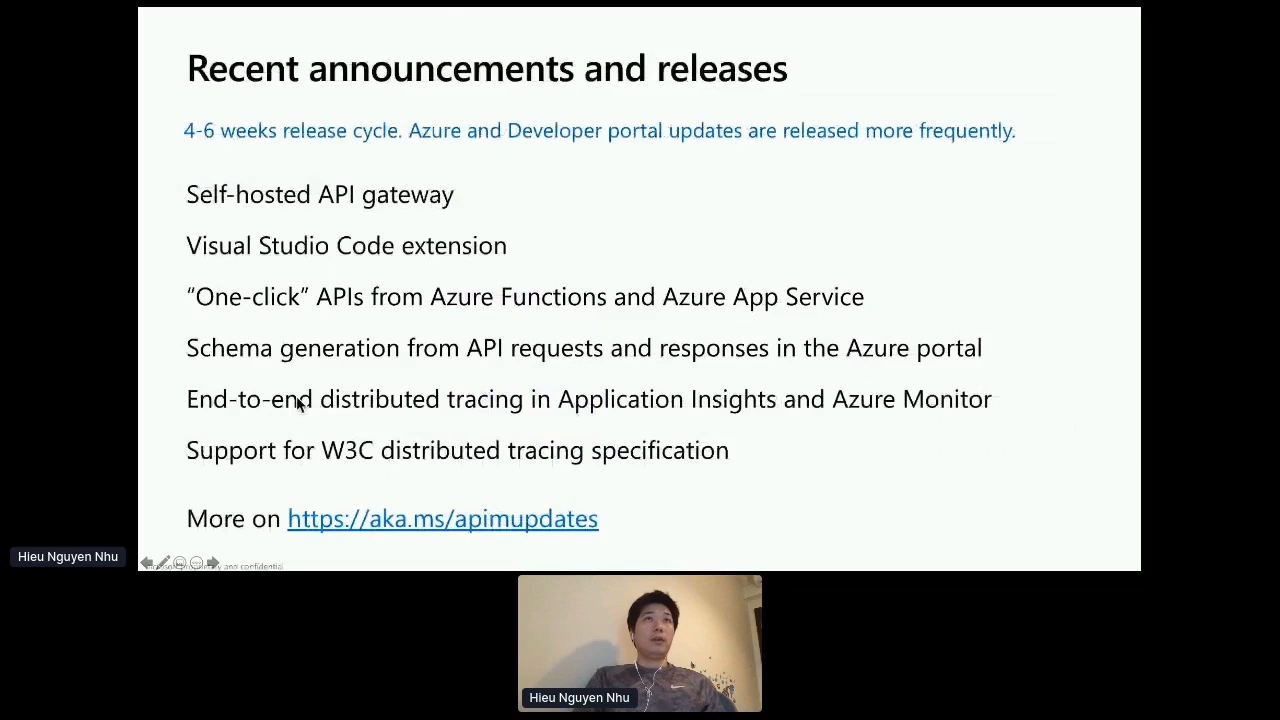 Recent announcements and releases
4-6 weeks release cycle. Azure and Developer portal updates are released more frequently.
Self-hosted API gateway
Visual Studio Code extension
“One-click” APIs from Azure Functions and Azure App Service
Schema generation from API requests and responses in the Azure portal
End-to-end distributed tracing in Application Insights and Azure Monitor
Support for W3C distributed tracing specification
More on https://aka.ms/apimupdates
and confidential
Hieu Nguyen Nhu
Hieu Nguyen Nhu